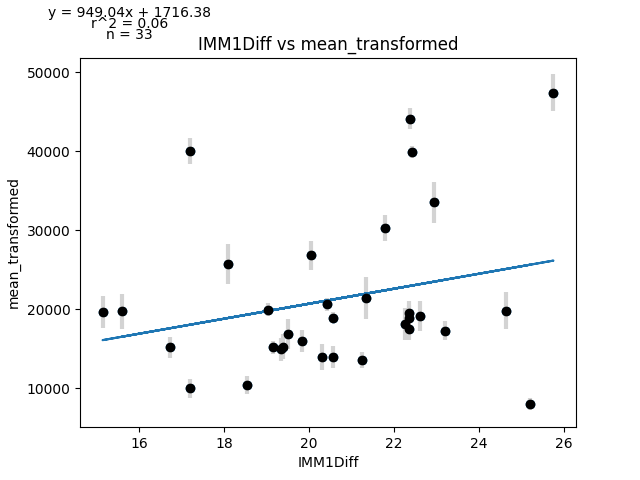 y = 949.04x + 1716.38
r^2 = 0.06
n = 33
IMM1Diff vs mean_transformed
50000
40000
30000
20000
10000
mean_transformed
16 18 20 22 24 26
IMM1Diff